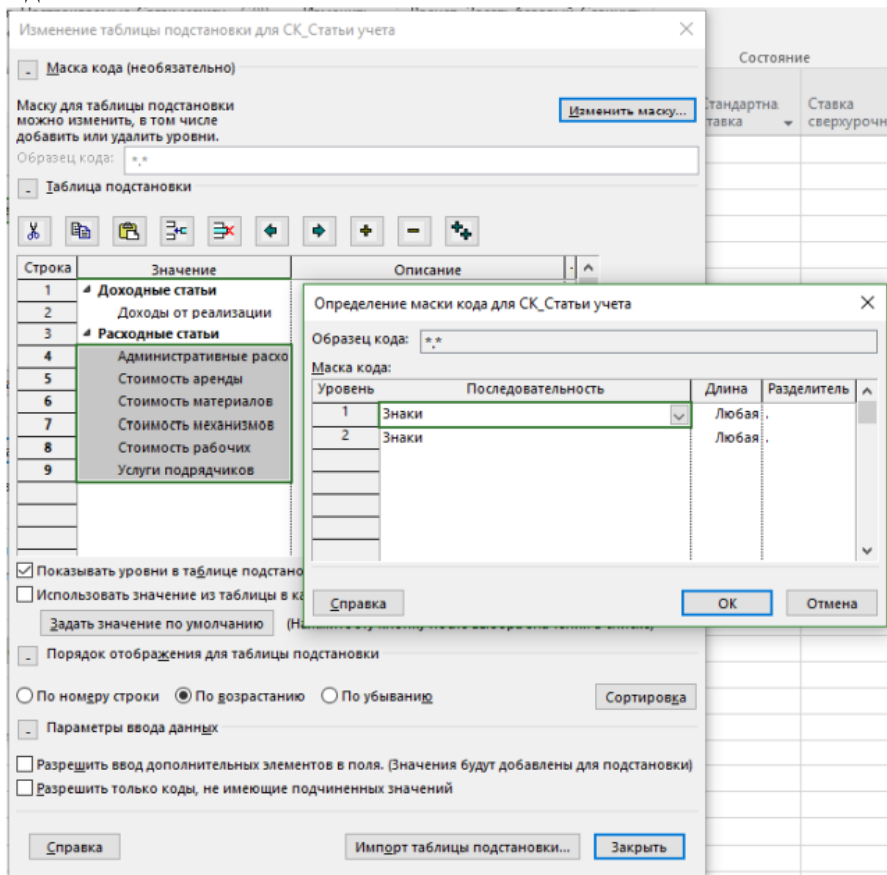 Изменение таблицы подстановки для СК_Статьи учета
Состояние
Маска кода (необязательно)
Маску для таблицы подстановки
можно изменить, в том числе
добавить или удалить уровни.
Изменить маску...
Образец кода: *.*
Ставка
сверхурочн
Таблица подстановки
Строка Значение Описание
1 Доходные статьи
2 Доходы от реализации
3 Расходные статьи
4 Административные расхо
5 Стоимость аренды
6 Стоимость материалов
7 Стоимость механизмов
8 Стоимость рабочих
9 Услуги подрядчиков
Определение маски кода для СК_Статьи учета
Образец кода: *.*
Маска кода:
Уровень Последовательность Длина Разделитель
1 Знаки Любая .
2 Знаки Любая .
Справка ОК Отмена
Показывать уровни в таблице подстано
Использовать значение из таблицы в ка
Задать значение по умолчанию
Порядок отображения для таблицы подстановки
По номеру строки По возрастанию По убыванию Сортировка
Параметры ввода данных
Разрешить ввод дополнительных элементов в поля. (Значения будут добавлены для подстановки)
Разрешить только коды, не имеющие подчиненных значений
Справка Импорт таблицы подстановки... Закрыть